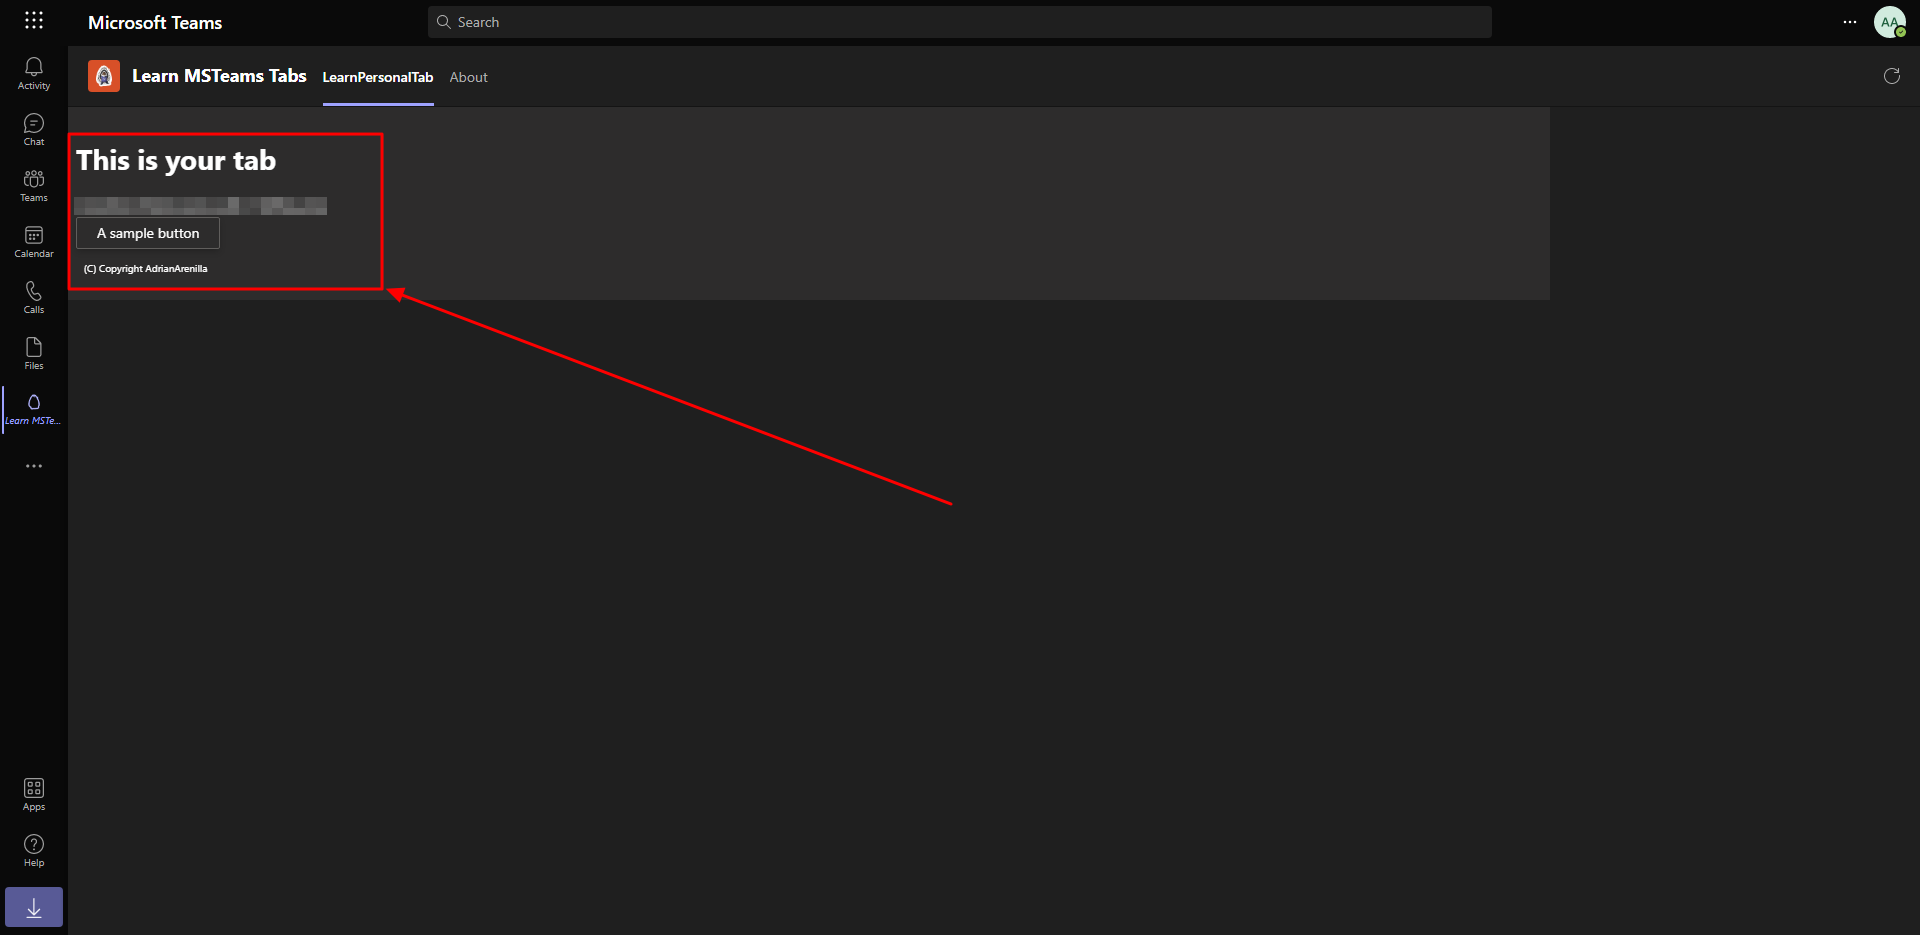 Microsoft Teams
Search
AA
Activity
Chat
Teams
Calendar
Calls
Files
Learn MSTe...
Apps
Help
Learn MSTeams Tabs
LearnPersonalTab
About
This is your tab
A sample button
(C) Copyright AdrianArenilla